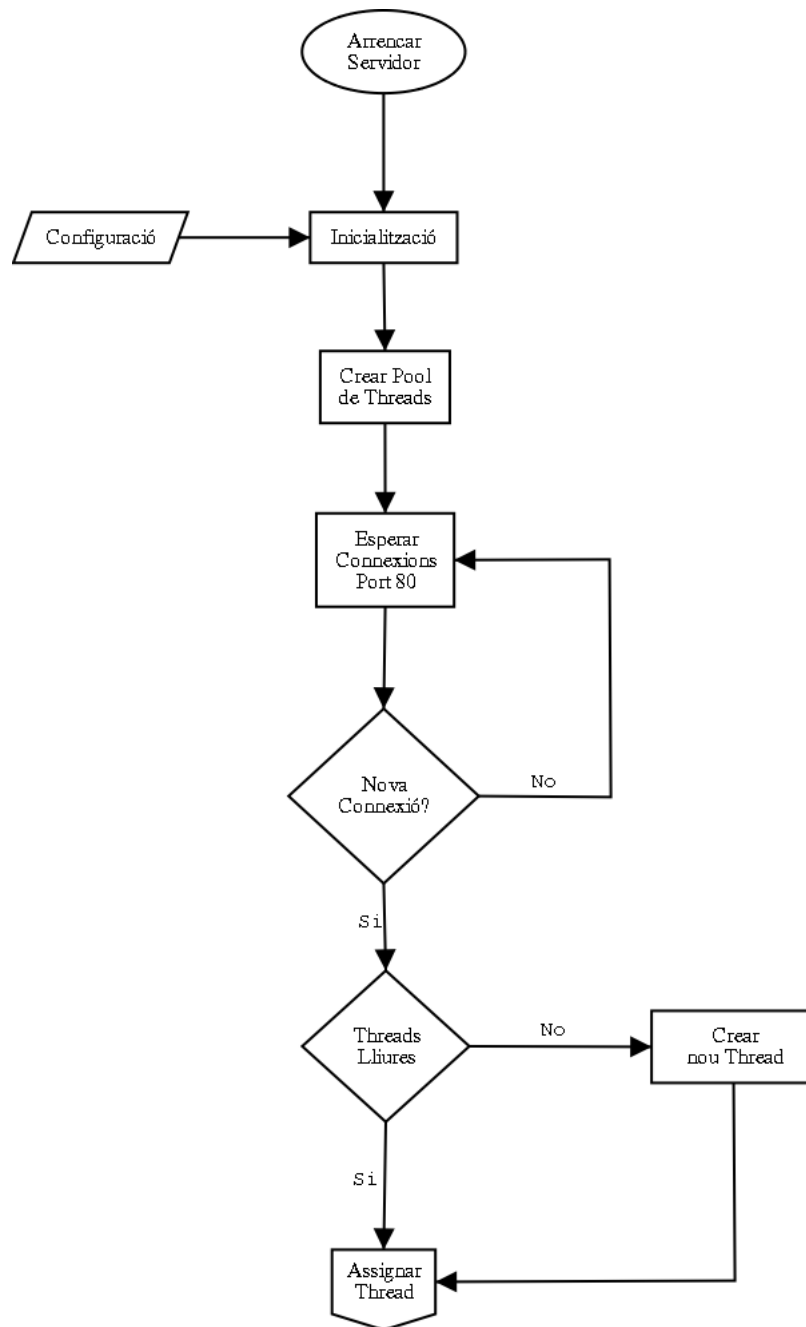 Arrencar
Servidor
Configuració
Inicialització
Crear Pool
de Threads
Esperar
Connexions
Port 80
Nova
Connexió?
No
Si
Threads
Lliures
No
Crear
nou Thread
Si
Assignar
Thread